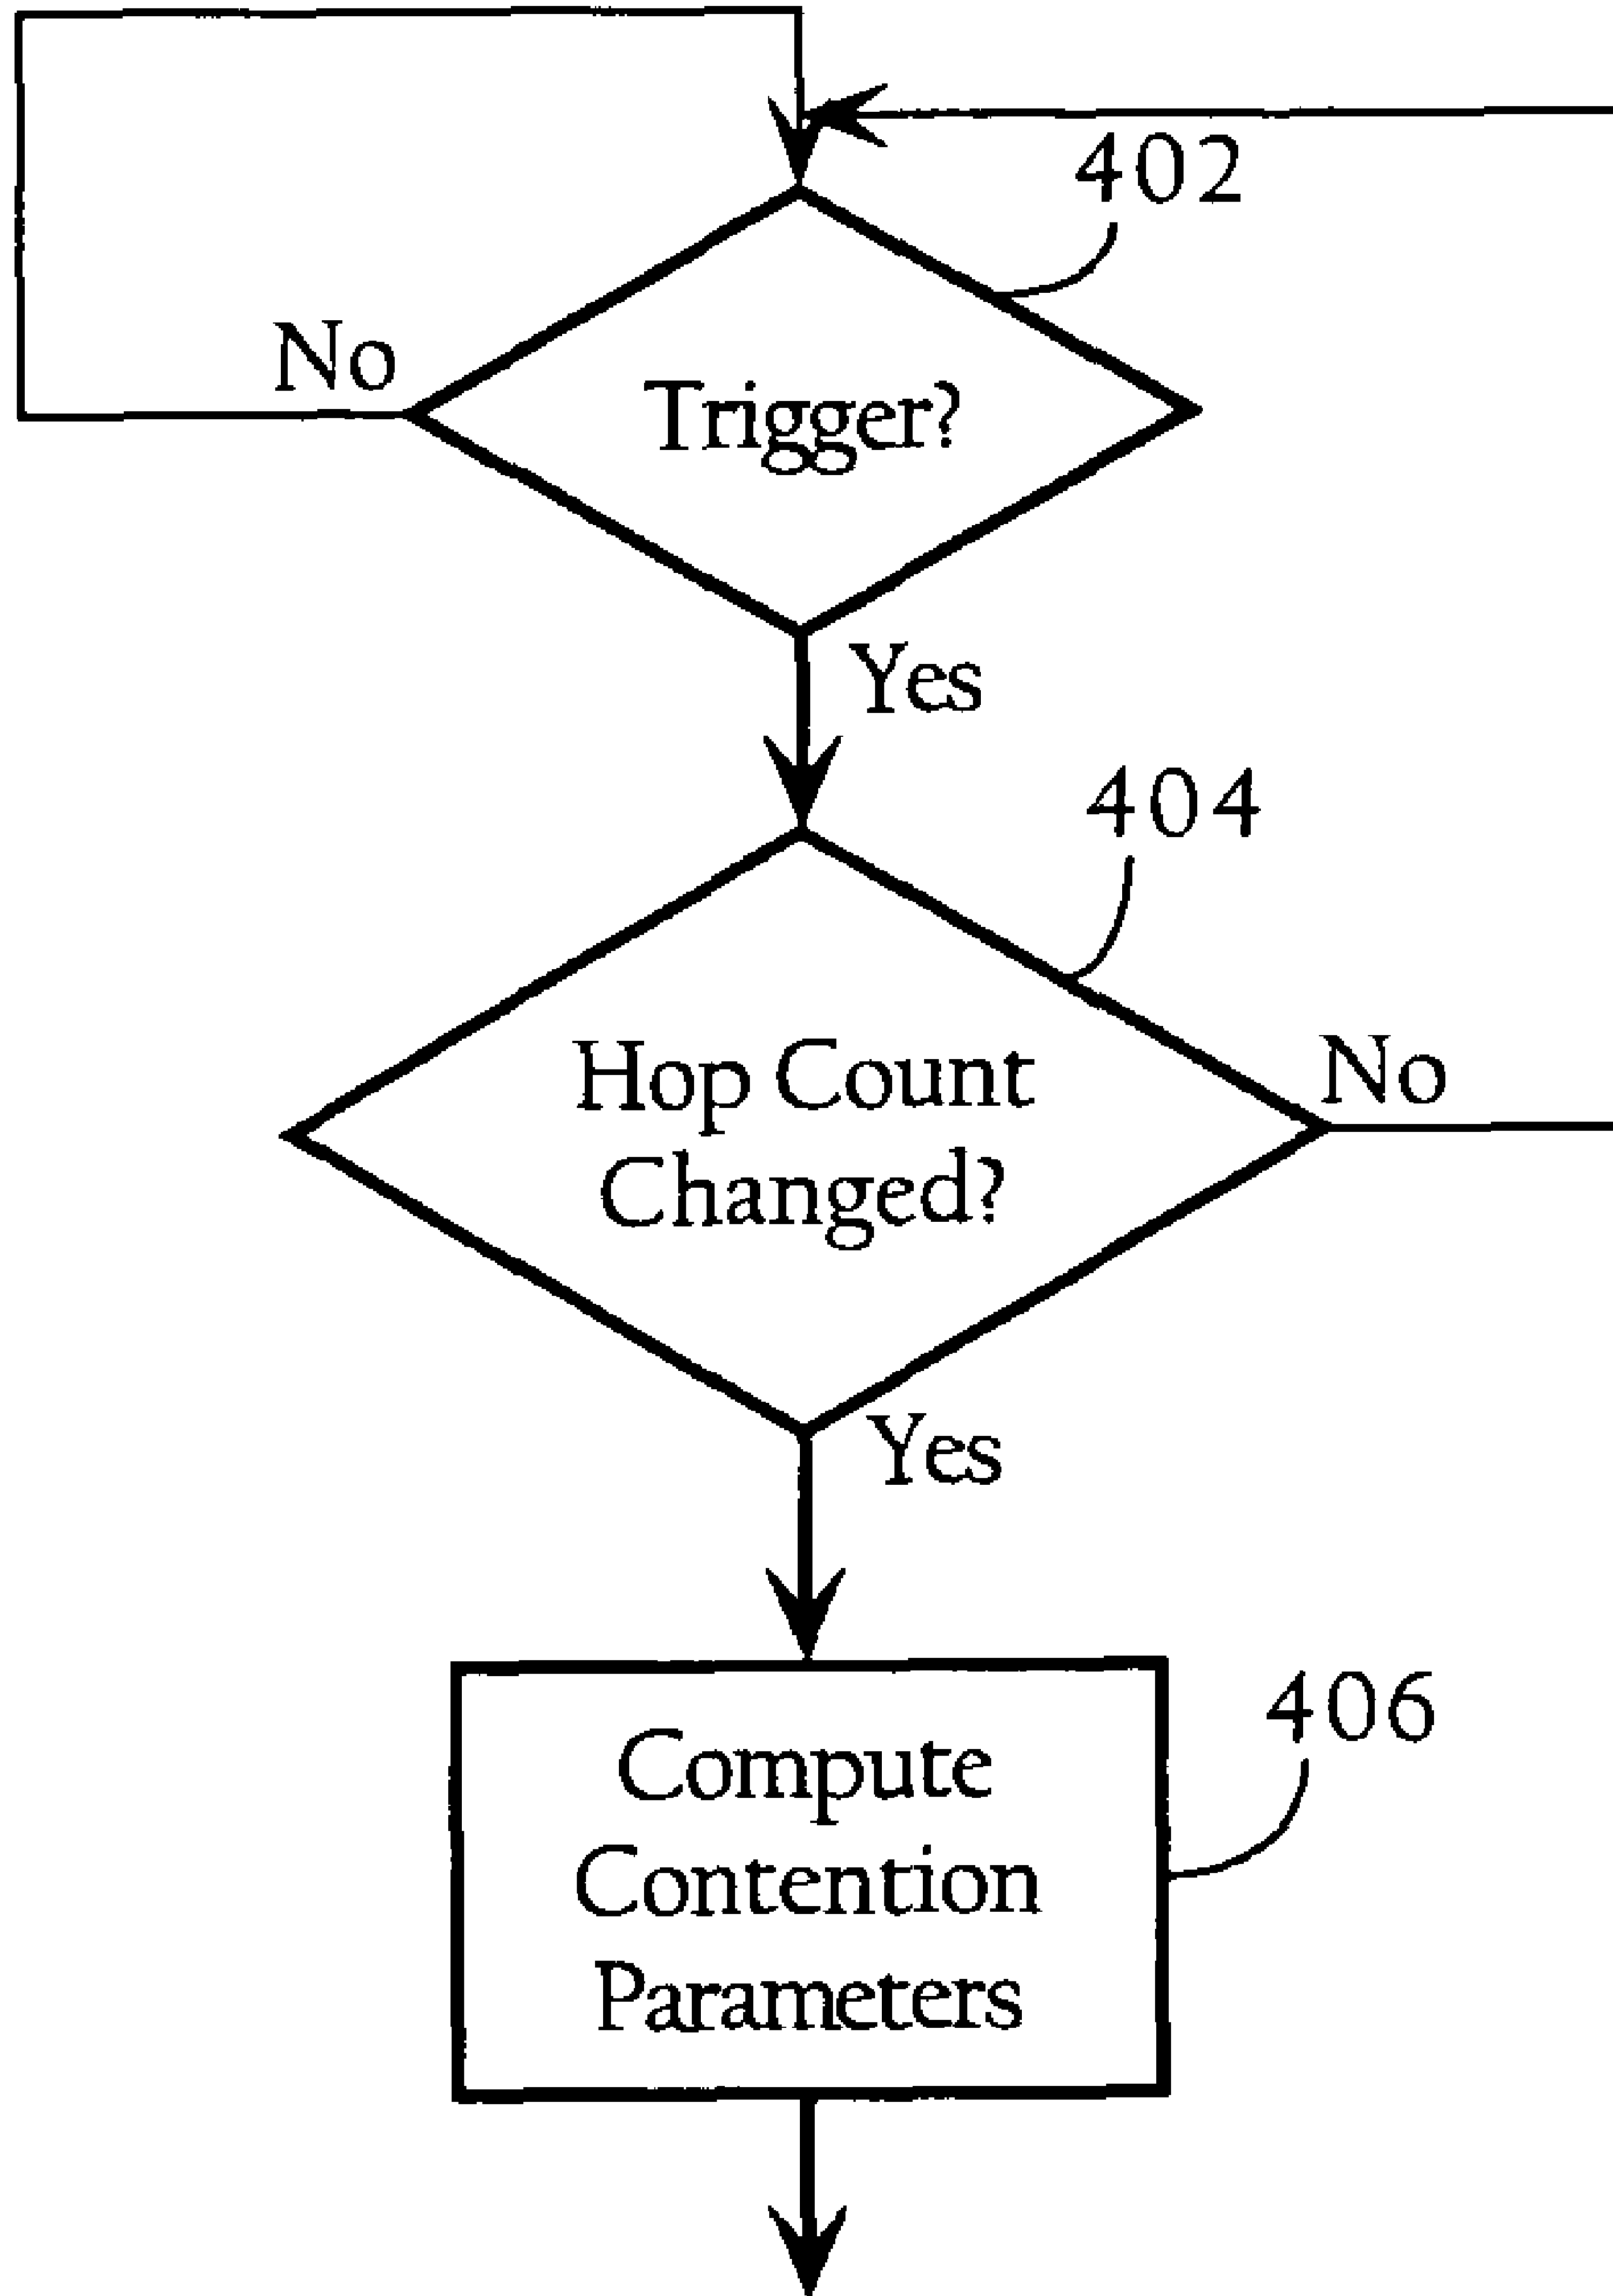 402
No
Trigger?
Yes
404
Hop Count
Changed?
No
Yes
406
Compute
Contention
Parameters